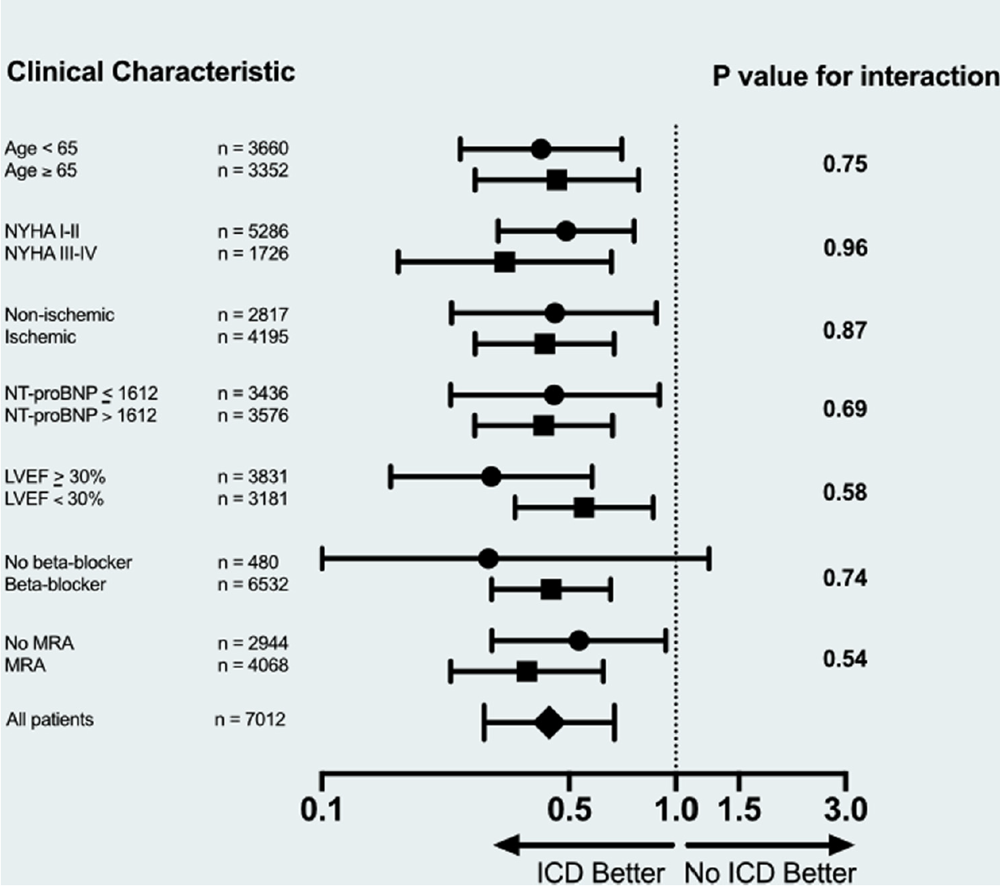 Clinical Characteristic P value for interaction
Age < 65 n = 3660
0.75
Age ≥ 65 n = 3352
NYHA I-II n = 5286
0.96
NYHA III-IV n = 1726
Non-ischemic n = 2817
0.87
Ischemic n = 4195
NT-proBNP ≤ 1612 n = 3436
0.69
NT-proBNP > 1612 n = 3576
LVEF ≥ 30% n = 3831
0.58
LVEF < 30% n = 3181
No beta-blocker n = 480
0.74
Beta-blocker n = 6532
No MRA n = 2944
0.54
MRA n = 4068
All patients n = 7012
0.1 0.5 1.0 1.5 3.0
ICD Better No ICD Better